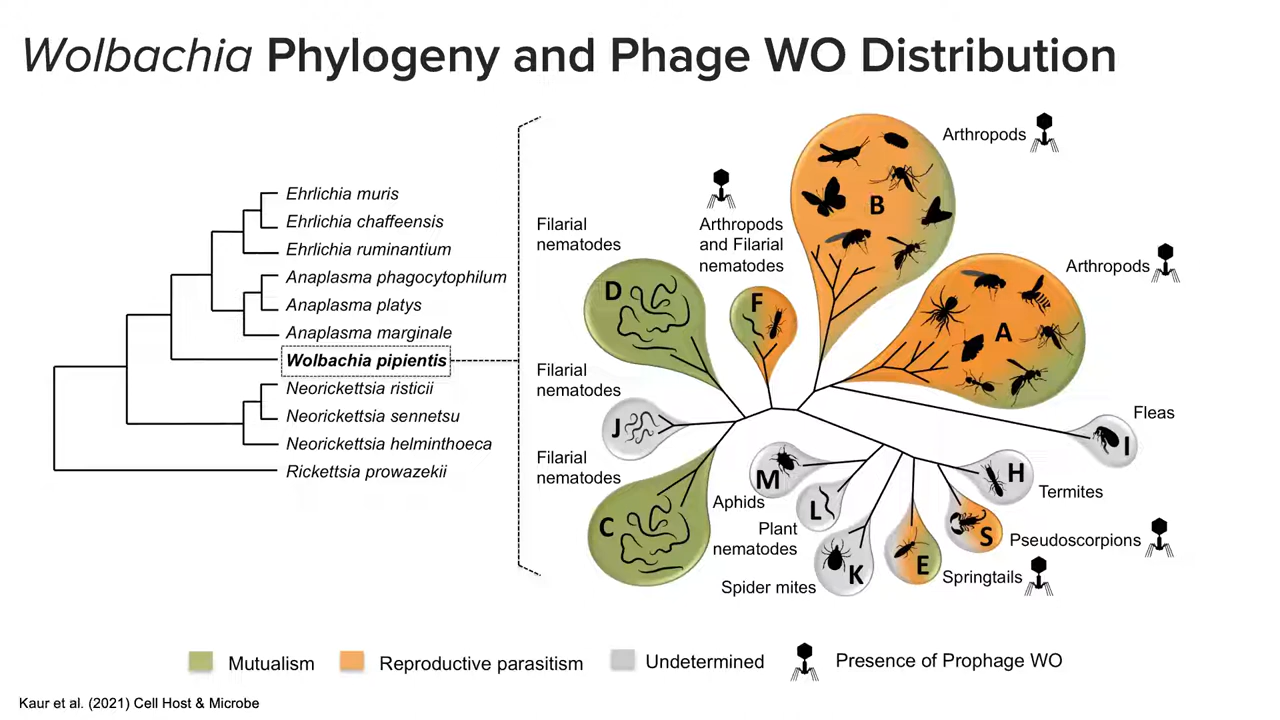 Wolbachia Phylogeny and Phage WO Distribution
Ehrlichia muris
Ehrlichia chaffeensis
Ehrlichia ruminantium
Anaplasma phagocytophilum
Anaplasma platys
Anaplasma marginale
Wolbachia pipientis
Neorickettsia risticii
Neorickettsia sennetsu
Neorickettsia helminthoeca
Rickettsia prowazekii
Filarial
nematodes
D
Arthropods
and Filarial
nematodes
F
Arthropods
B
Arthropods
A
Filarial
nematodes
J
Filarial
nematodes
C
Fleas
I
Aphids
M
Plant
nematodes
L
Spider mites
K
Springtails
E
Pseudoscorpions
S
Termites
H
Mutualism
Reproductive parasitism
Undetermined
Presence of Prophage WO
Kaur et al. (2021) Cell Host & Microbe